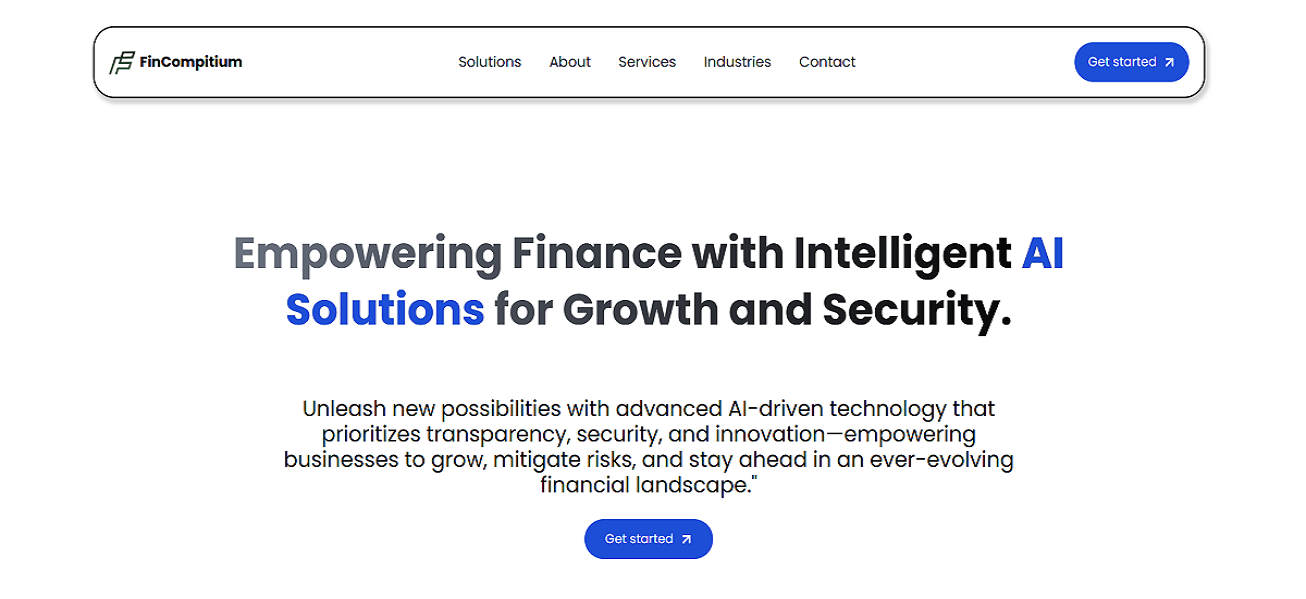 FinCompitium
Solutions
About
Services
Industries
Contact
Get started
Empowering Finance with Intelligent AI
Solutions for Growth and Security.
Unleash new possibilities with advanced AI-driven technology that
prioritizes transparency, security, and innovation—empowering
businesses to grow, mitigate risks, and stay ahead in an ever-evolving
financial landscape."
Get started